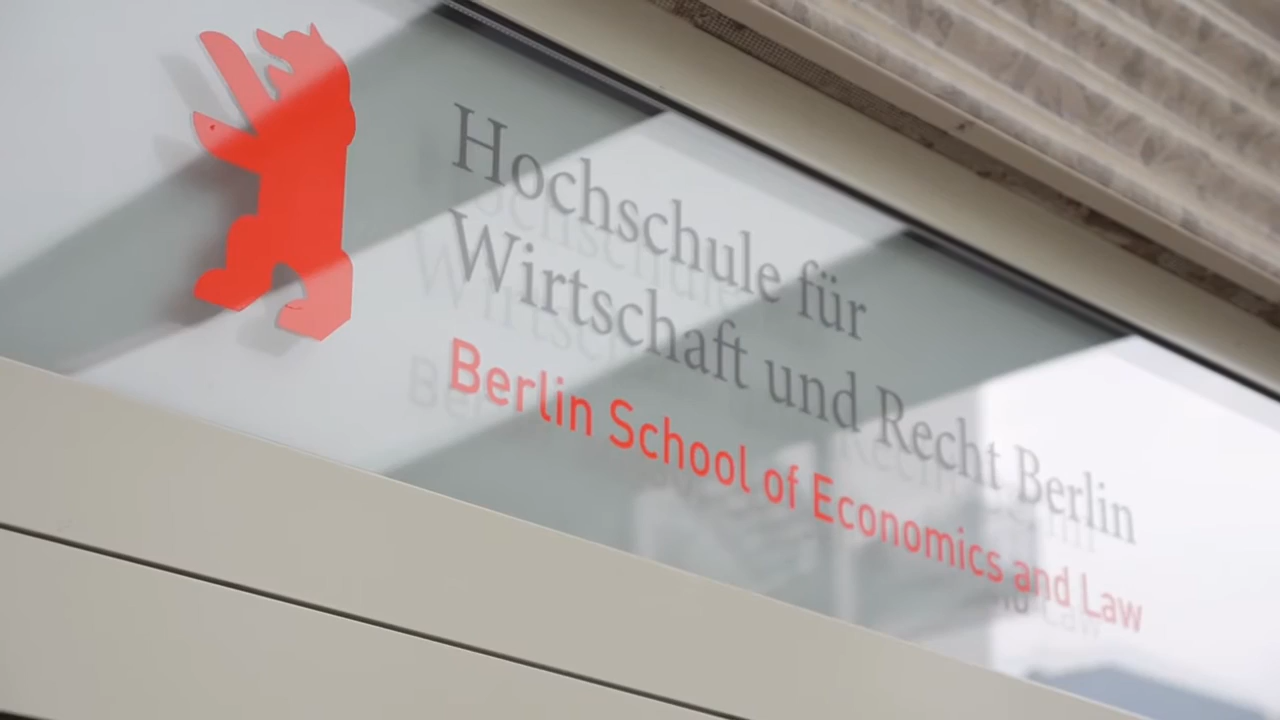 Hochschule für
Wirtschaft und Recht Berlin
Berlin School of Economics and Law